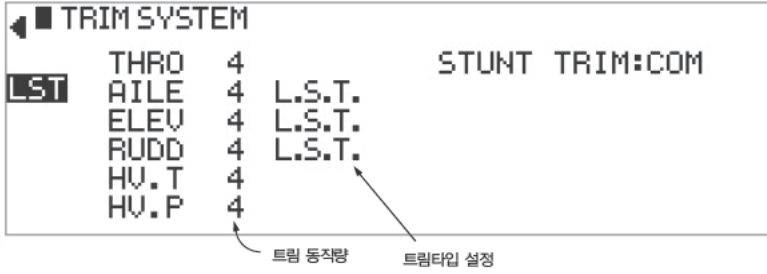 ◀■TRIM SYSTEM
THRO 4 STUNT TRIM:COM
LST AILE 4 L.S.T.
ELEV 4 L.S.T.
RUDD 4 L.S.T.
HV.T 4
HV.P 4
트림 동작량 트림타입 설정